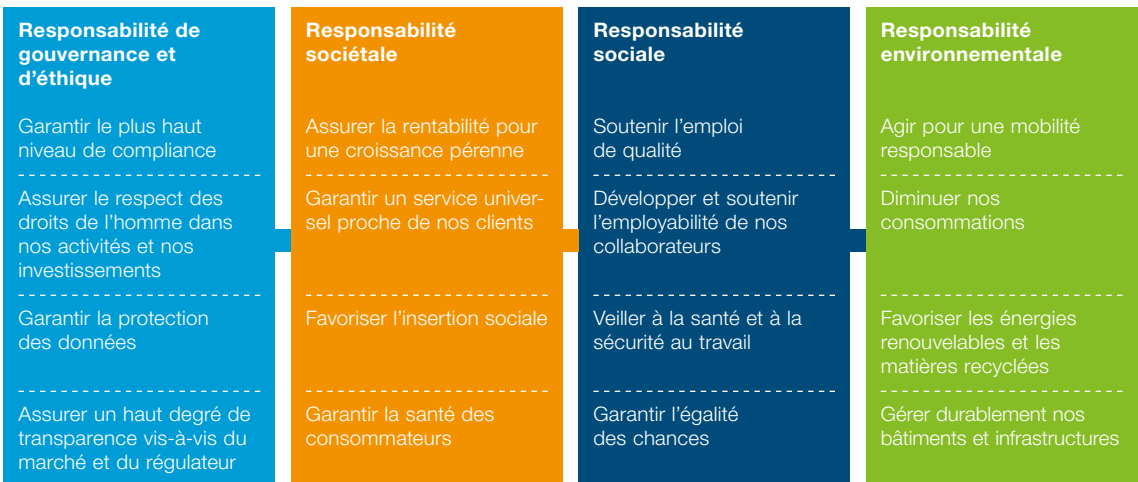 Responsabilité de
gouvernance et
d'éthique
Garantir le plus haut
niveau de compliance
Assurer le respect des
droits de l'homme dans
nos activités et nos
investissements
Garantir la protection
des données
Assurer un haut degré de
transparence vis-à-vis du
marché et du régulateur
Responsabilité
sociétale
Assurer la rentabilité pour
une croissance pérenne
Garantir un service univer-
sel proche de nos clients
Favoriser l'insertion sociale
Garantir la santé des
consommateurs
Responsabilité
sociale
Soutenir l'emploi
de qualité
Développer et soutenir
l'employabilité de nos
collaborateurs
Veiller à la santé et à la
sécurité au travail
Garantir l'égalité
des chances
Responsabilité
environnementale
Agir pour une mobilité
responsable
Diminuer nos
consommations
Favoriser les énergies
renouvelables et les
matières recyclées
Gérer durablement nos
bâtiments et infrastructures